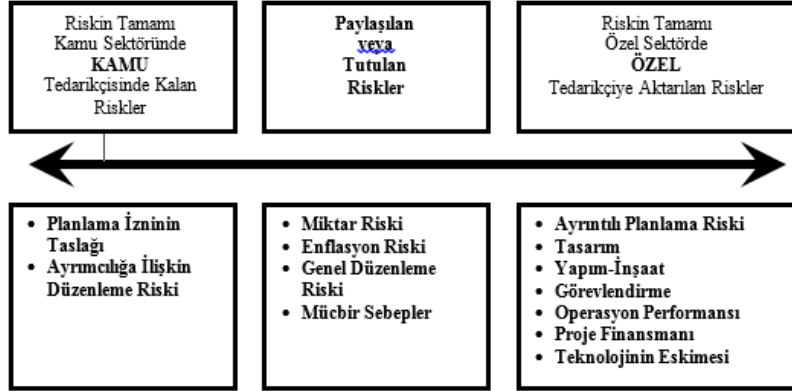 Riskin Tamamı
Kamu Sektöründe
KAMU
Tedarikçisinde Kalan
Riskler
Paylaşılan
veya
Tutulan
Riskler
Riskin Tamamı
Özel Sektörde
ÖZEL
Tedarikçiye Aktarılan Riskler
• Planlama İzninin
Taslağı
• Ayrımcılığa İlişkin
Düzenleme Riski
• Miktar Riski
• Enflasyon Riski
• Genel Düzenleme
Riski
• Mücbir Sebepler
• Ayrıntılı Planlama Riski
• Tasarım
• Yapım-İnşaat
• Görevlendirme
• Operasyon Performansı
• Proje Finansmanı
• Teknolojinin Eskimesi